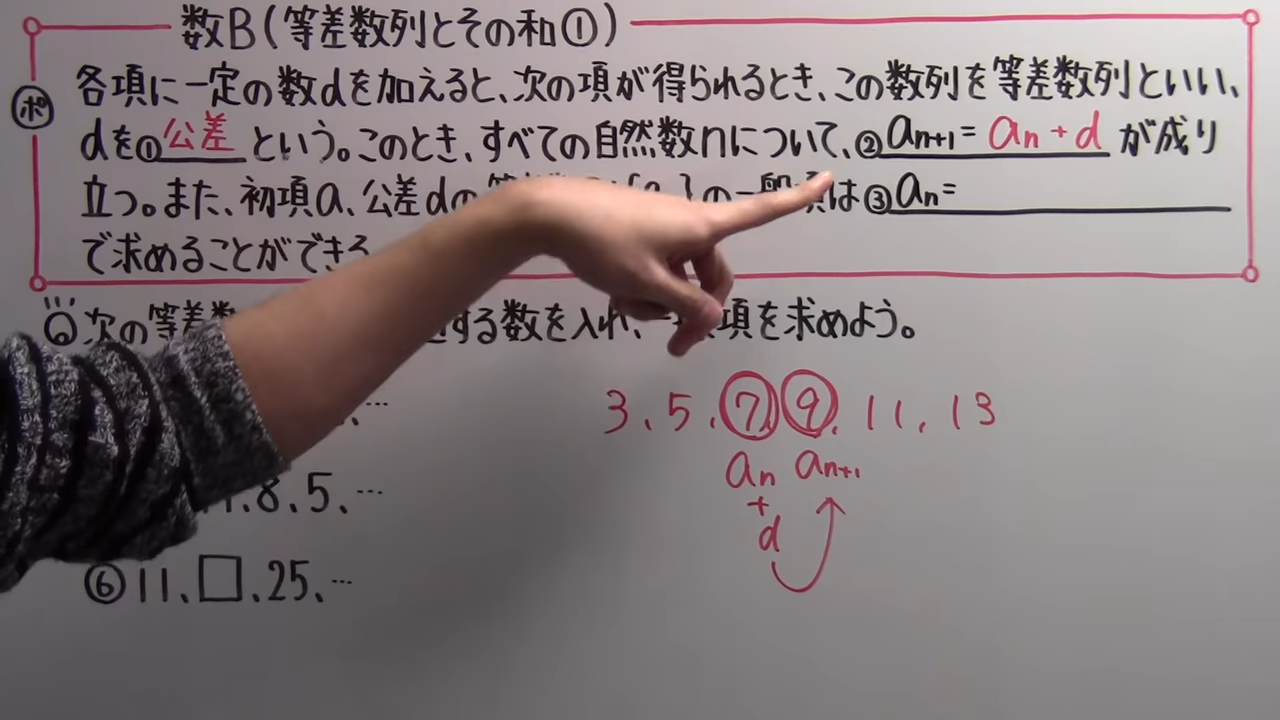 数B(等差数列とその和①)
ポ
各項に一定の数dを加えると、次の項が得られるとき、この数列を等差数列といい、
dを①公差という。このとき、すべての自然数nについて、②an+1=an+dが成り
立つ。また、初項a、公差dの の一般項は③an=
で求めることができる
Q次の等差 する数を入れ、 項を求めよう。
…
8、5、…
⑥11、□、25、…
3、5、7、9、11、13
an an+1
+
d